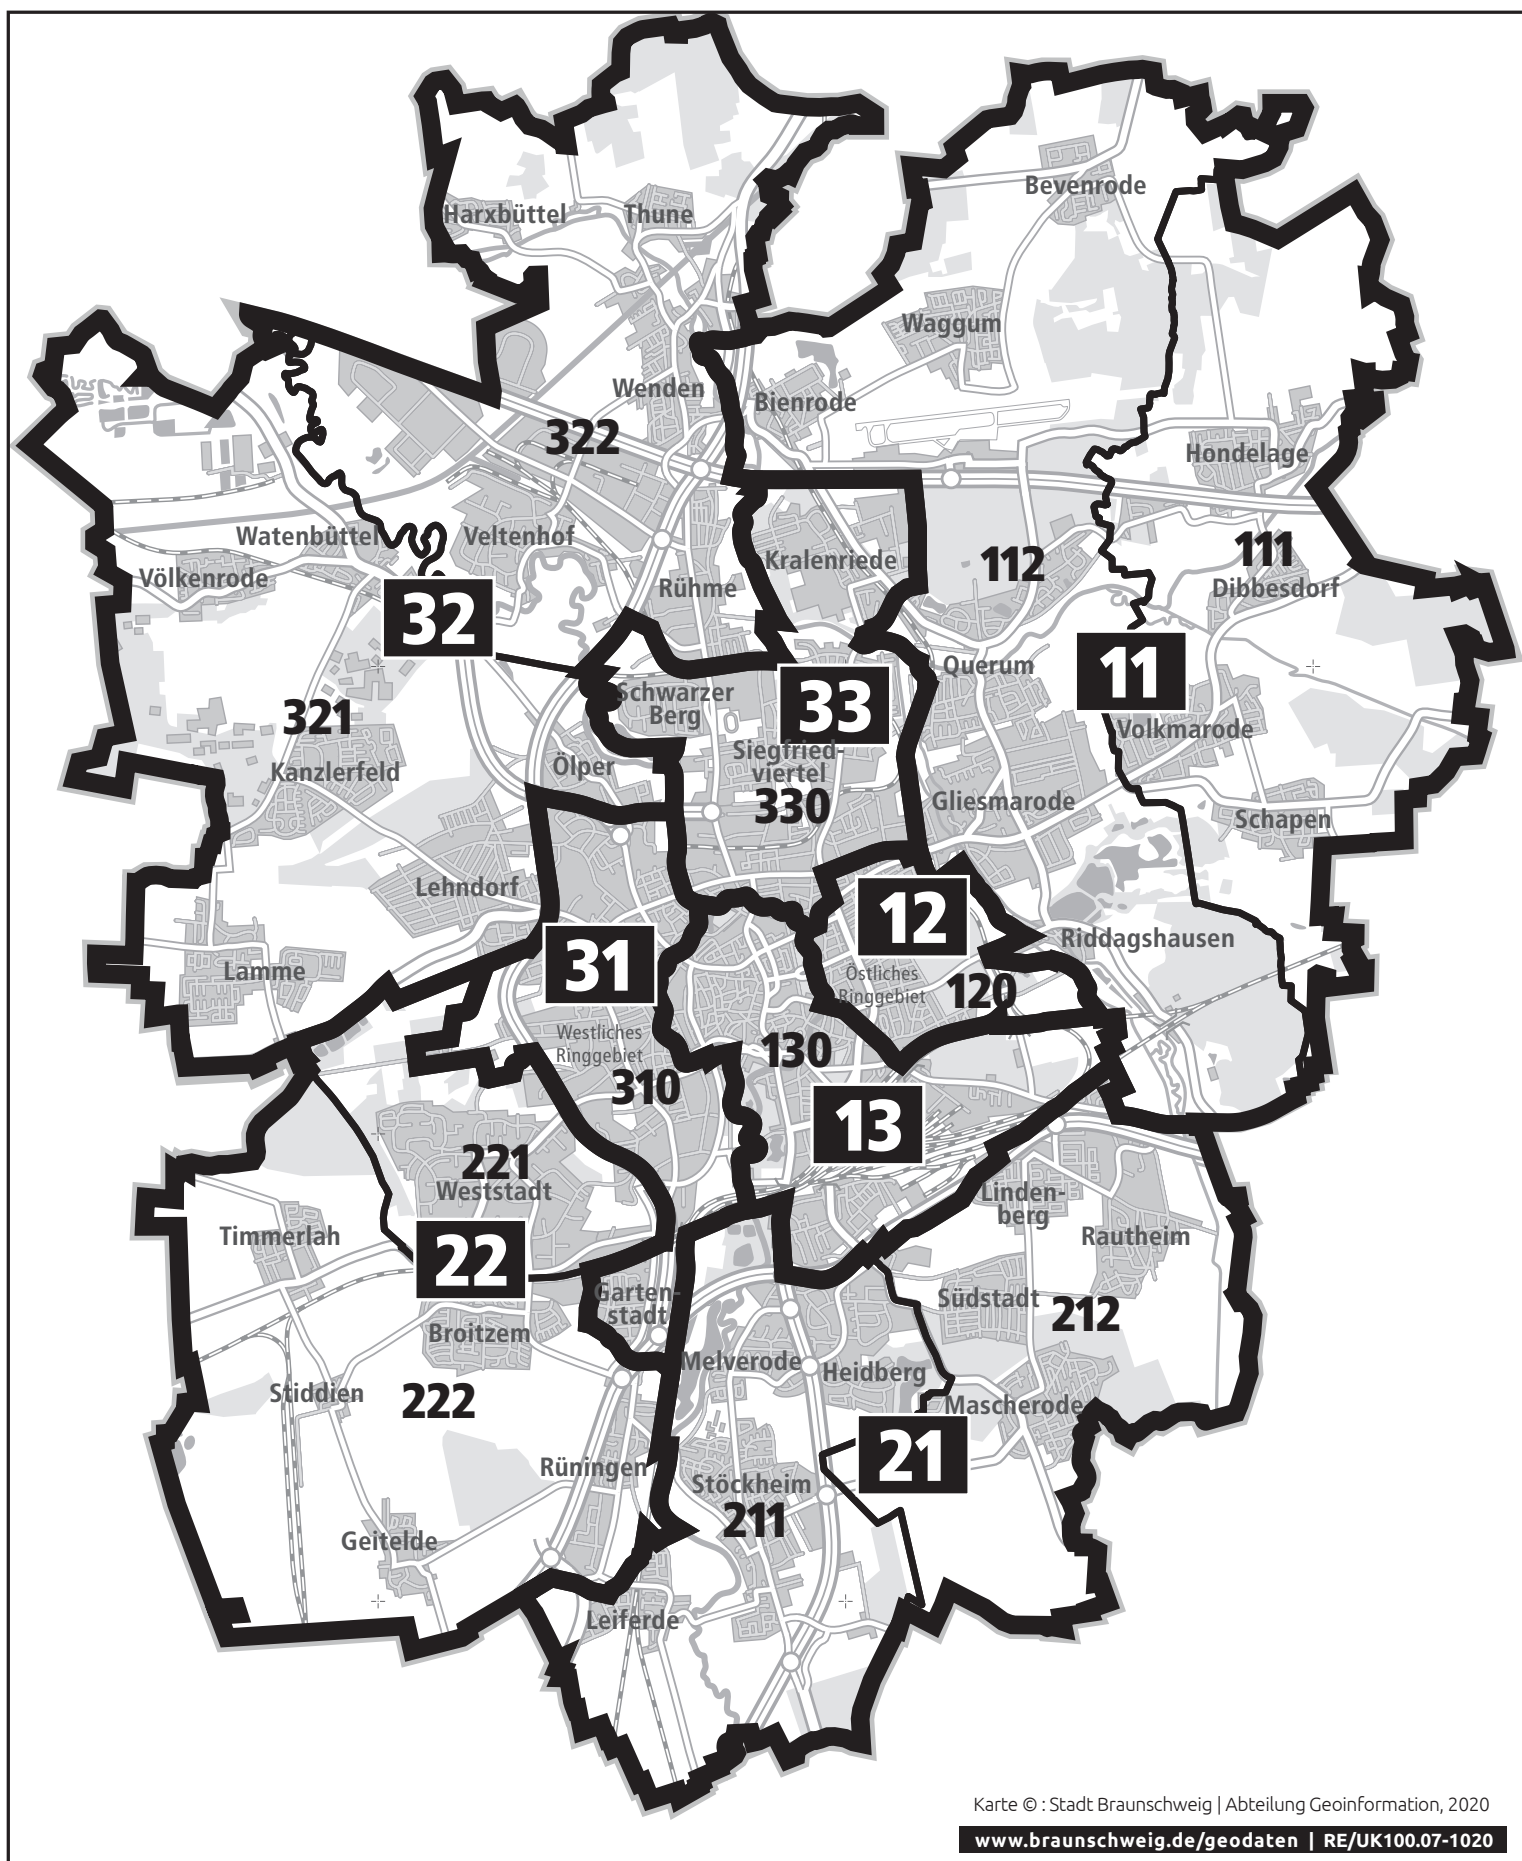 Bevenrode
Harxbüttel
Thune
Waggum
Wenden
Bienrode
322
Hondelage
Watenbüttel
Veltenhof
111
Kralenriede
112
Völkenrode
Rühme
Dibbesdorf
32
Querum
11
Schwarzer
Berg
33
321
Volkmarode
Siegfried-
viertel
330
Ölper
Kanzlerfeld
Gliesmarode
Schapen
Lehndorf
12
Riddagshausen
31
Lamme
Östliches
Ringgebiet
120
Westliches
Ringgebiet
130
310
13
221
Weststadt
Linden-
berg
Timmerlah
Rautheim
22
Garten-
stadt
Südstadt
212
Broitzem
Melverode
Heidberg
Stiddien
222
Mascherode
21
Rüningen
Stöckheim
211
Geitelde
Leiferde
Karte © : Stadt Braunschweig | Abteilung Geoinformation, 2020
www.braunschweig.de/geodaten | RE/UK100.07-1020